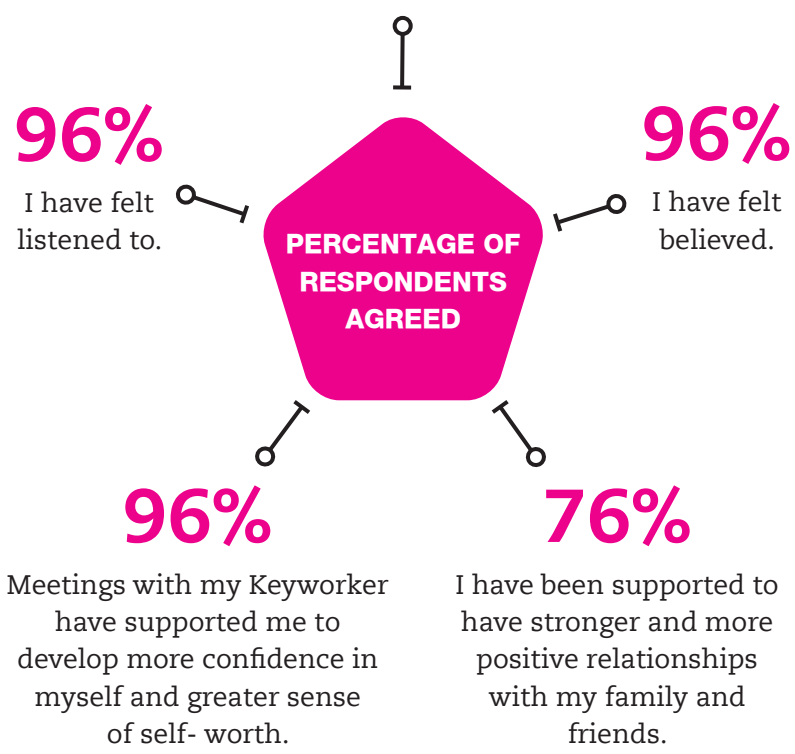 96%
I have felt
listened to.
96%
I have felt
believed.
PERCENTAGE OF
RESPONDENTS
AGREED
96%
Meetings with my Keyworker
have supported me to
develop more confidence in
myself and greater sense
of self- worth.
76%
I have been supported to
have stronger and more
positive relationships
with my family and
friends.